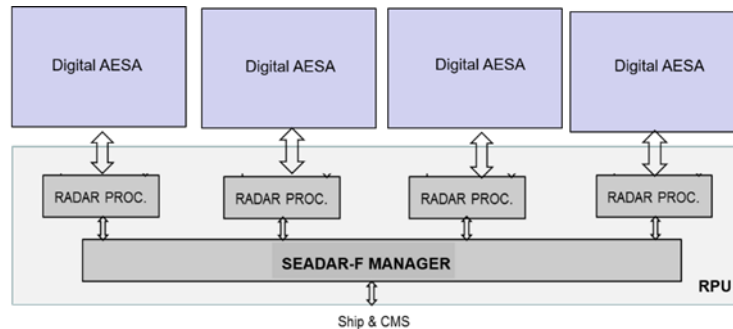 Digital AESA
Digital AESA
Digital AESA
Digital AESA
RADAR PROC.
RADAR PROC.
RADAR PROC.
RADAR PROC.
SEADAR-F MANAGER
RPU
Ship & CMS